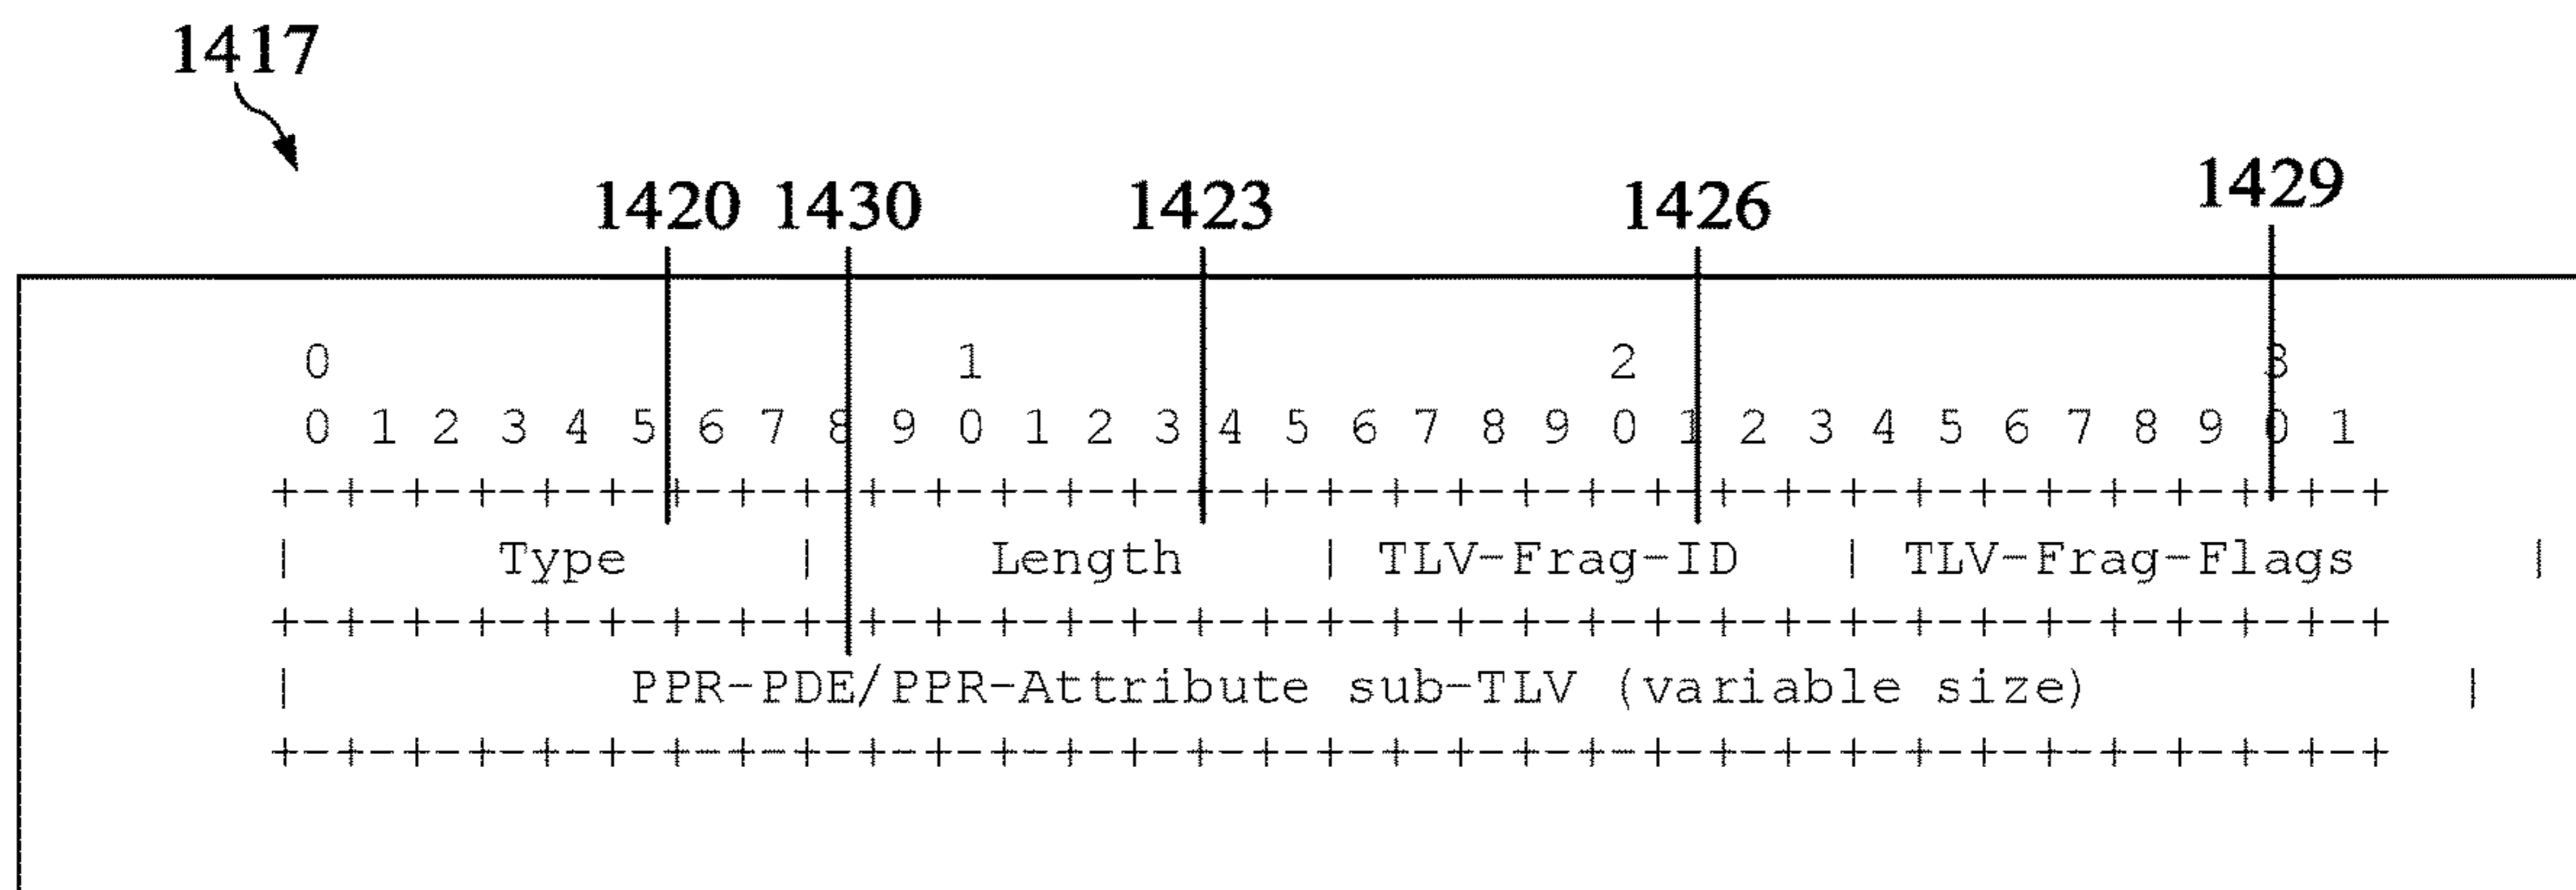 1417
1420 1430 1423 1426 1429
0 1 2 3
0 1 2 3 4 5 6 7 8 9 0 1 2 3 4 5 6 7 8 9 0 1 2 3 4 5 6 7 8 9 0 1
+-+-+-+-+-+-+-+-+-+-+-+-+-+-+-+-+-+-+-+-+-+-+-+-+-+-+-+-+-+-+-+-+
| Type | Length | TLV-Frag-ID | TLV-Frag-Flags |
+-+-+-+-+-+-+-+-+-+-+-+-+-+-+-+-+-+-+-+-+-+-+-+-+-+-+-+-+-+-+-+-+
| PPR-PDE/PPR-Attribute sub-TLV (variable size) |
+-+-+-+-+-+-+-+-+-+-+-+-+-+-+-+-+-+-+-+-+-+-+-+-+-+-+-+-+-+-+-+-+